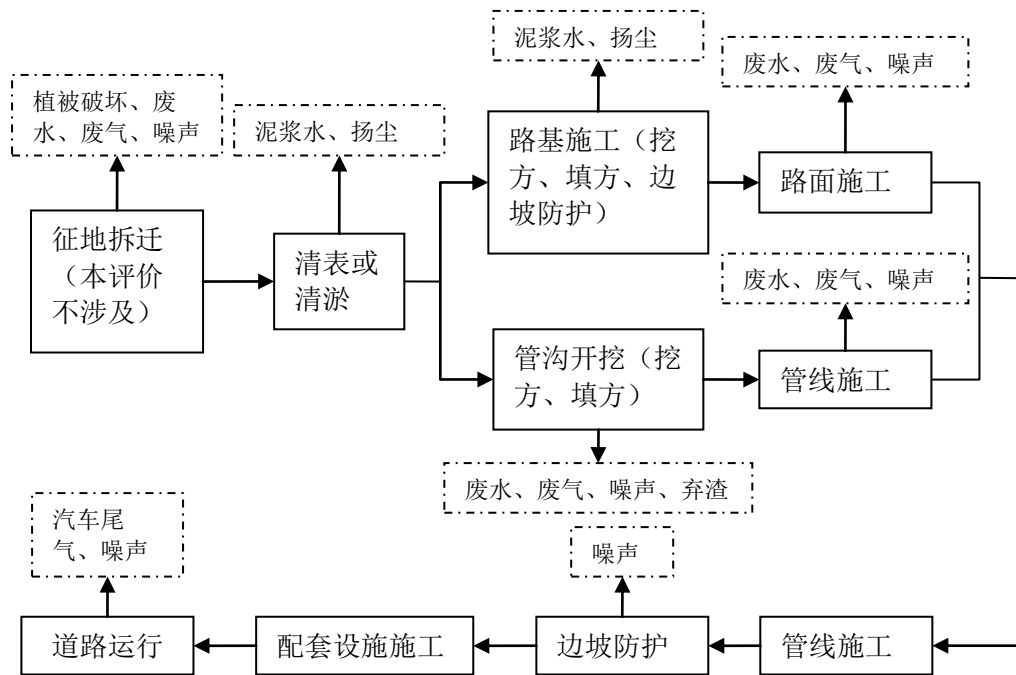 泥浆水、扬尘
废水、废气、噪声
植被破坏、废
水、废气、噪声
泥浆水、扬尘
路基施工（挖
方、填方、边
坡防护）
路面施工
征地拆迁
（本评价
不涉及）
清表或
清淤
废水、废气、噪声
管沟开挖（挖
方、填方）
管线施工
废水、废气、噪声、弃渣
汽车尾
气、噪声
噪声
道路运行
配套设施施工
边坡防护
管线施工